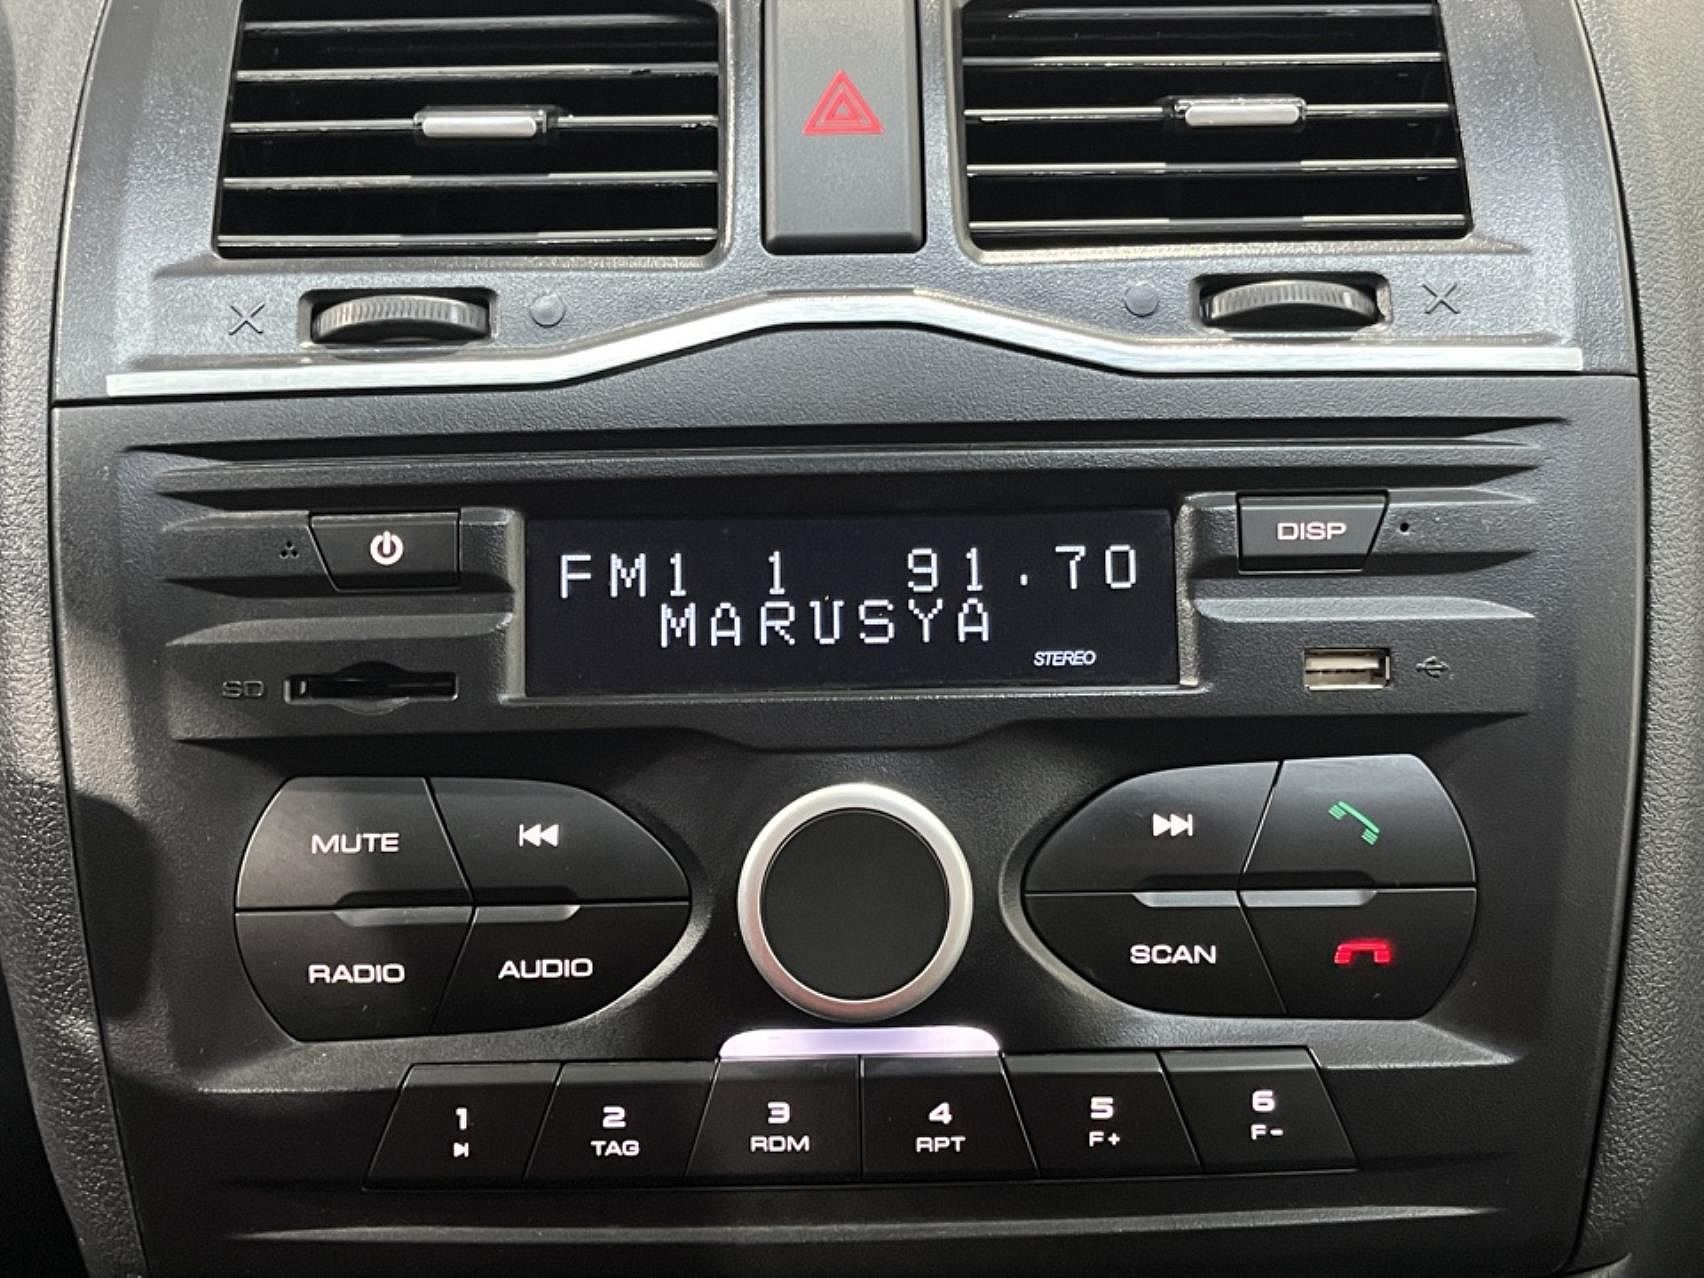 FM1 1 91.70
MARUSYA
STEREO
DISP
SD
MUTE
RADIO
AUDIO
SCAN
1
2
TAG
3
RDM
4
RPT
5
F+
6
F-